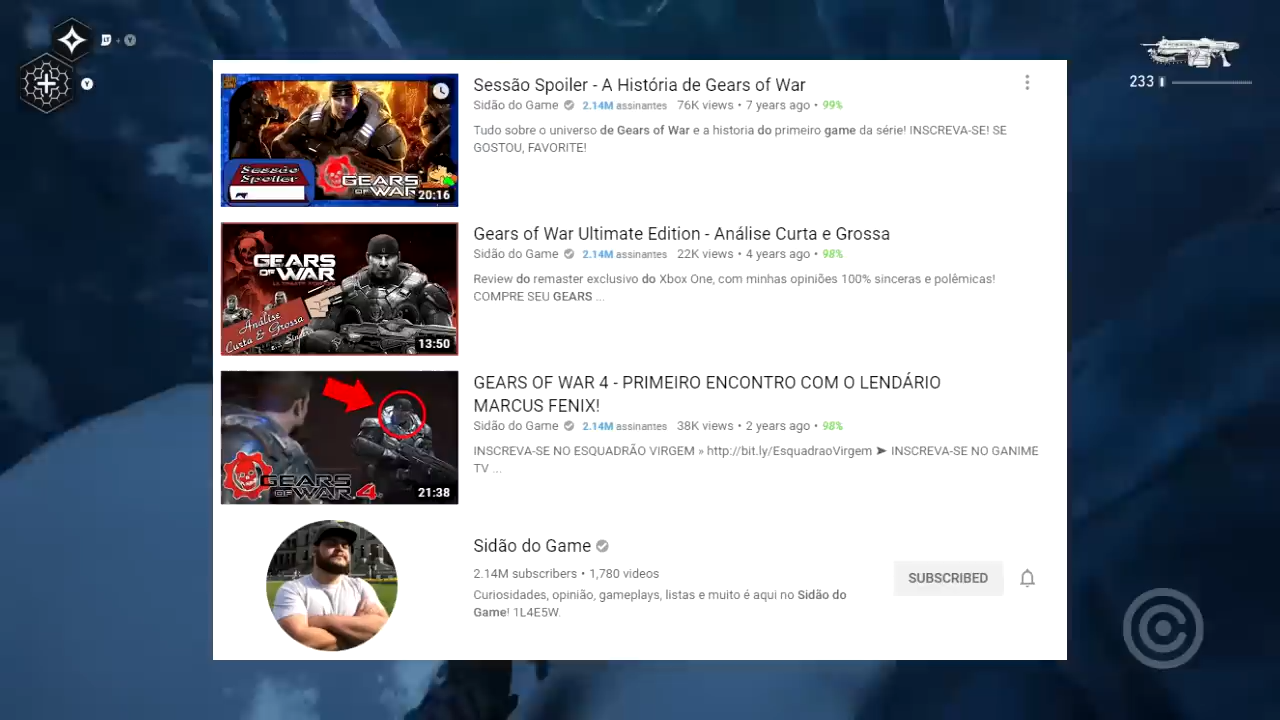 LT + Y
Y
233
Sessão Spoiler - A História de Gears of War
Sidão do Game 2.14M assinantes 76K views • 7 years ago • 99%
Tudo sobre o universo de Gears of War e a historia do primeiro game da série! INSCREVA-SE! SE
GOSTOU, FAVORITE!
Sessão
Spoiler
GEARS
OF WAR
20:16
Gears of War Ultimate Edition - Análise Curta e Grossa
Sidão do Game 2.14M assinantes 22K views • 4 years ago • 98%
Review do remaster exclusivo do Xbox One, com minhas opiniões 100% sinceras e polêmicas!
COMPRE SEU GEARS ...
GEARS
OF WAR
ULTIMATE EDITION
Análise
Curta & Grossa
13:50
GEARS OF WAR 4 - PRIMEIRO ENCONTRO COM O LENDÁRIO
MARCUS FENIX!
Sidão do Game 2.14M assinantes 38K views • 2 years ago • 98%
INSCREVA-SE NO ESQUADRÃO VIRGEM » http://bit.ly/EsquadraoVirgem ➤ INSCREVA-SE NO GANIME
TV ...
GEARS
OF WAR 4
21:38
Sidão do Game
2.14M subscribers • 1,780 videos
Curiosidades, opinião, gameplays, listas e muito é aqui no Sidão do
Game! 1L4E5W.
SUBSCRIBED